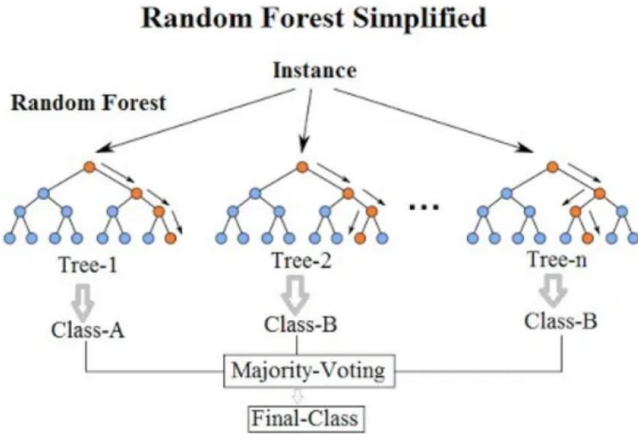 Random Forest Simplified
Instance
Random Forest
...
Tree-1
Tree-2
Tree-n
Class-A
Class-B
Class-B
Majority-Voting
Final-Class